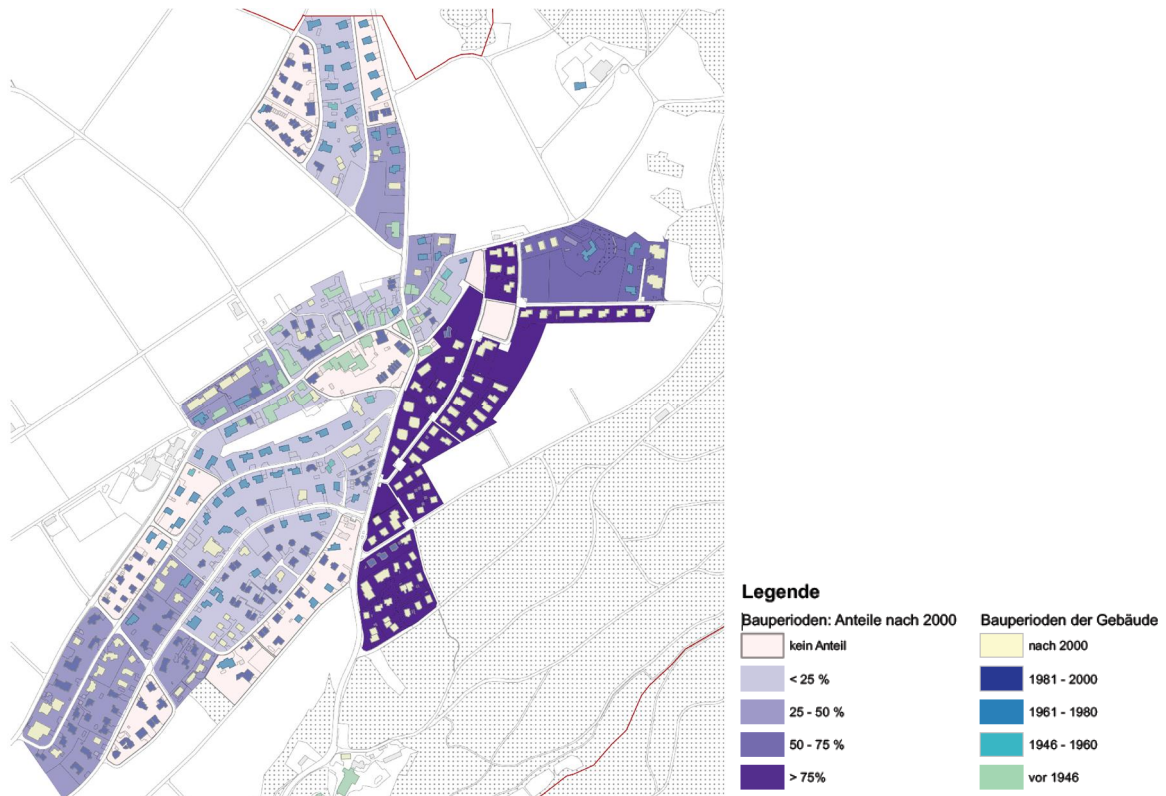 Legende
Bauperioden: Anteile nach 2000
kein Anteil
< 25 %
25 - 50 %
50 - 75 %
> 75%
Bauperioden der Gebäude
nach 2000
1981 - 2000
1961 - 1980
1946 - 1960
vor 1946